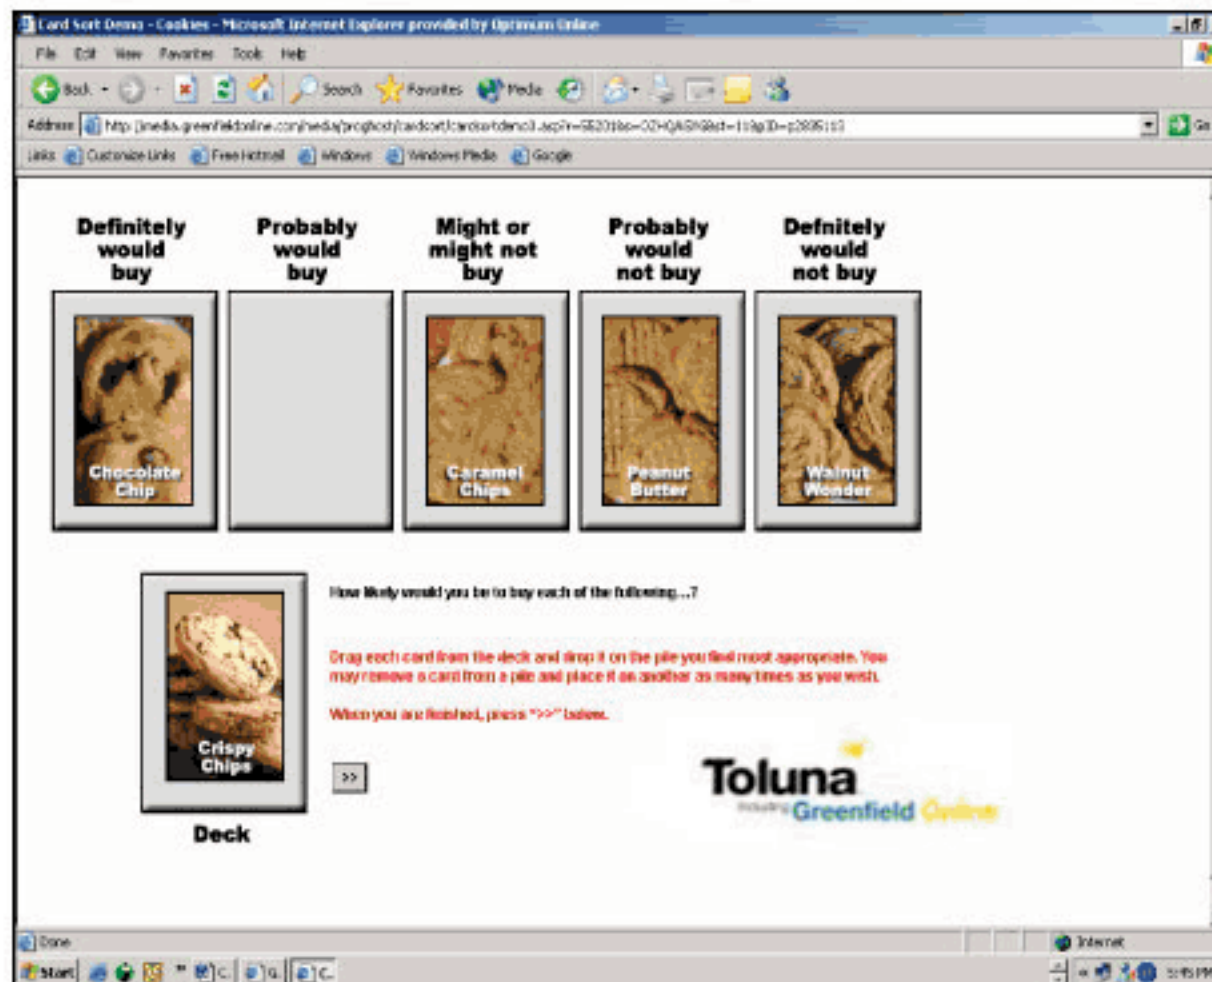 Card Sort Demo - Cookies - Microsoft Internet Explorer provided by Optimum Online
File Edit View Favorites Tools Help
Back Search Favorites Media
Address Go
Links Customize Links Free Hotmail Windows Windows Media Google
Definitely would buy
Probably would buy
Might or might not buy
Probably would not buy
Defnitely would not buy
Chocolate Chip
Caramel Chips
Peanut Butter
Walnut Wonder
How likely would you be to buy each of the following...?
Drag each card from the deck and drop it on the pile you find most appropriate. You
may remove a card from a pile and place it on another as many times as you wish.
When you are finished, press ">>" below.
Crispy Chips
>>
Deck
Toluna
including Greenfield Online
Done Internet
Start C. G. C. 5:45 PM